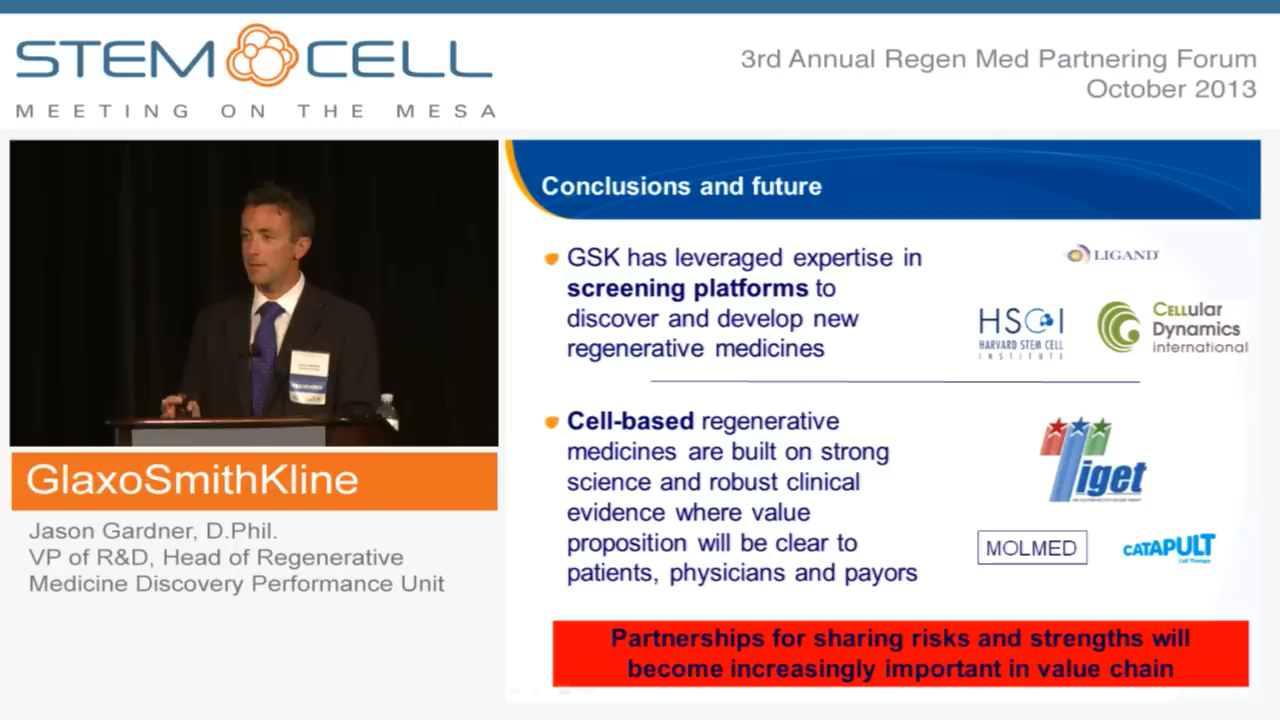 STEM CELL
MEETING ON THE MESA
3rd Annual Regen Med Partnering Forum
October 2013
GlaxoSmithKline
Jason Gardner, D.Phil.
VP of R&D, Head of Regenerative
Medicine Discovery Performance Unit
Conclusions and future
GSK has leveraged expertise in
screening platforms to
discover and develop new
regenerative medicines
LIGAND
HSCI
HARVARD STEM CELL
INSTITUTE
CELLular
Dynamics
international
Cell-based regenerative
medicines are built on strong
science and robust clinical
evidence where value
proposition will be clear to
patients, physicians and payors
Tiget
MOLMED
CATAPULT
Cell Therapy
Partnerships for sharing risks and strengths will
become increasingly important in value chain